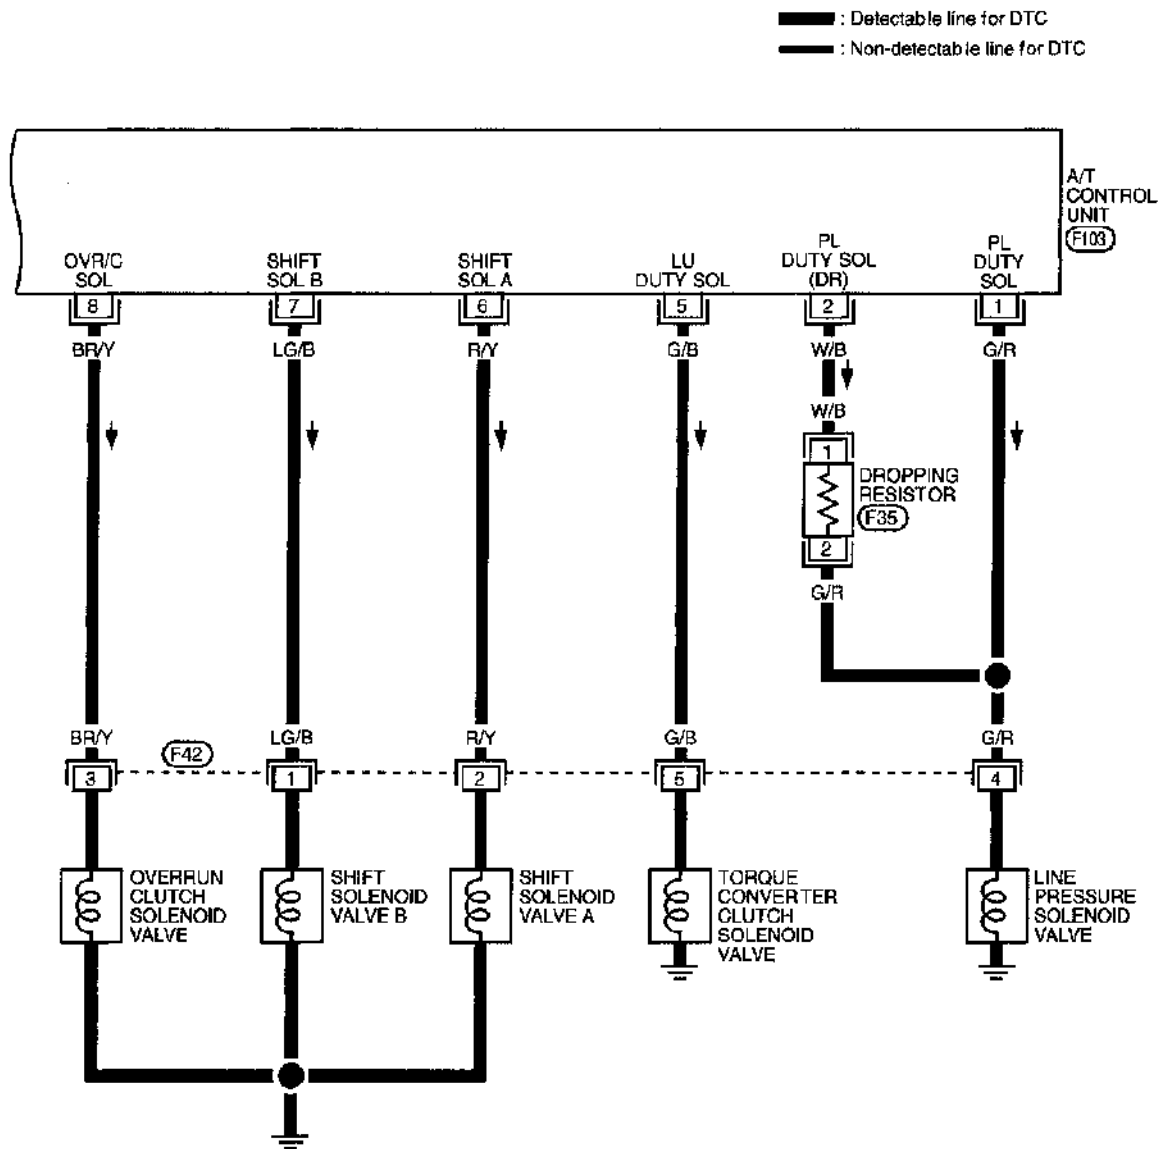 : Detectable line for DTC
: Non-detectable line for DTC
A/T
CONTROL
UNIT
F103
OVR/C
SOL
SHIFT
SOL B
SHIFT
SOL A
LU
DUTY SOL
PL
DUTY SOL
(DR)
PL
DUTY
SOL
8
7
6
5
2
1
BR/Y
LG/B
R/Y
G/B
W/B
G/R
W/B
1
DROPPING
RESISTOR
F35
2
G/R
BR/Y
F42
LG/B
R/Y
G/B
G/R
3
1
2
5
4
OVERRUN
CLUTCH
SOLENOID
VALVE
SHIFT
SOLENOID
VALVE B
SHIFT
SOLENOID
VALVE A
TORQUE
CONVERTER
CLUTCH
SOLENOID
VALVE
LINE
PRESSURE
SOLENOID
VALVE